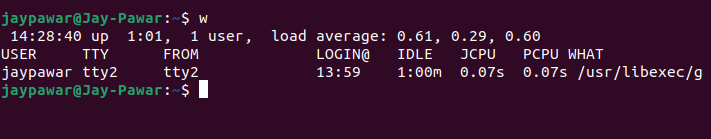 jaypawar@Jay-Pawar:~$ w
 14:28:40 up  1:01,  1 user,  load average: 0.61, 0.29, 0.60
USER     TTY      FROM             LOGIN@   IDLE   JCPU   PCPU WHAT
jaypawar tty2     tty2             13:59    1:00m  0.07s  0.07s /usr/libexec/g
jaypawar@Jay-Pawar:~$